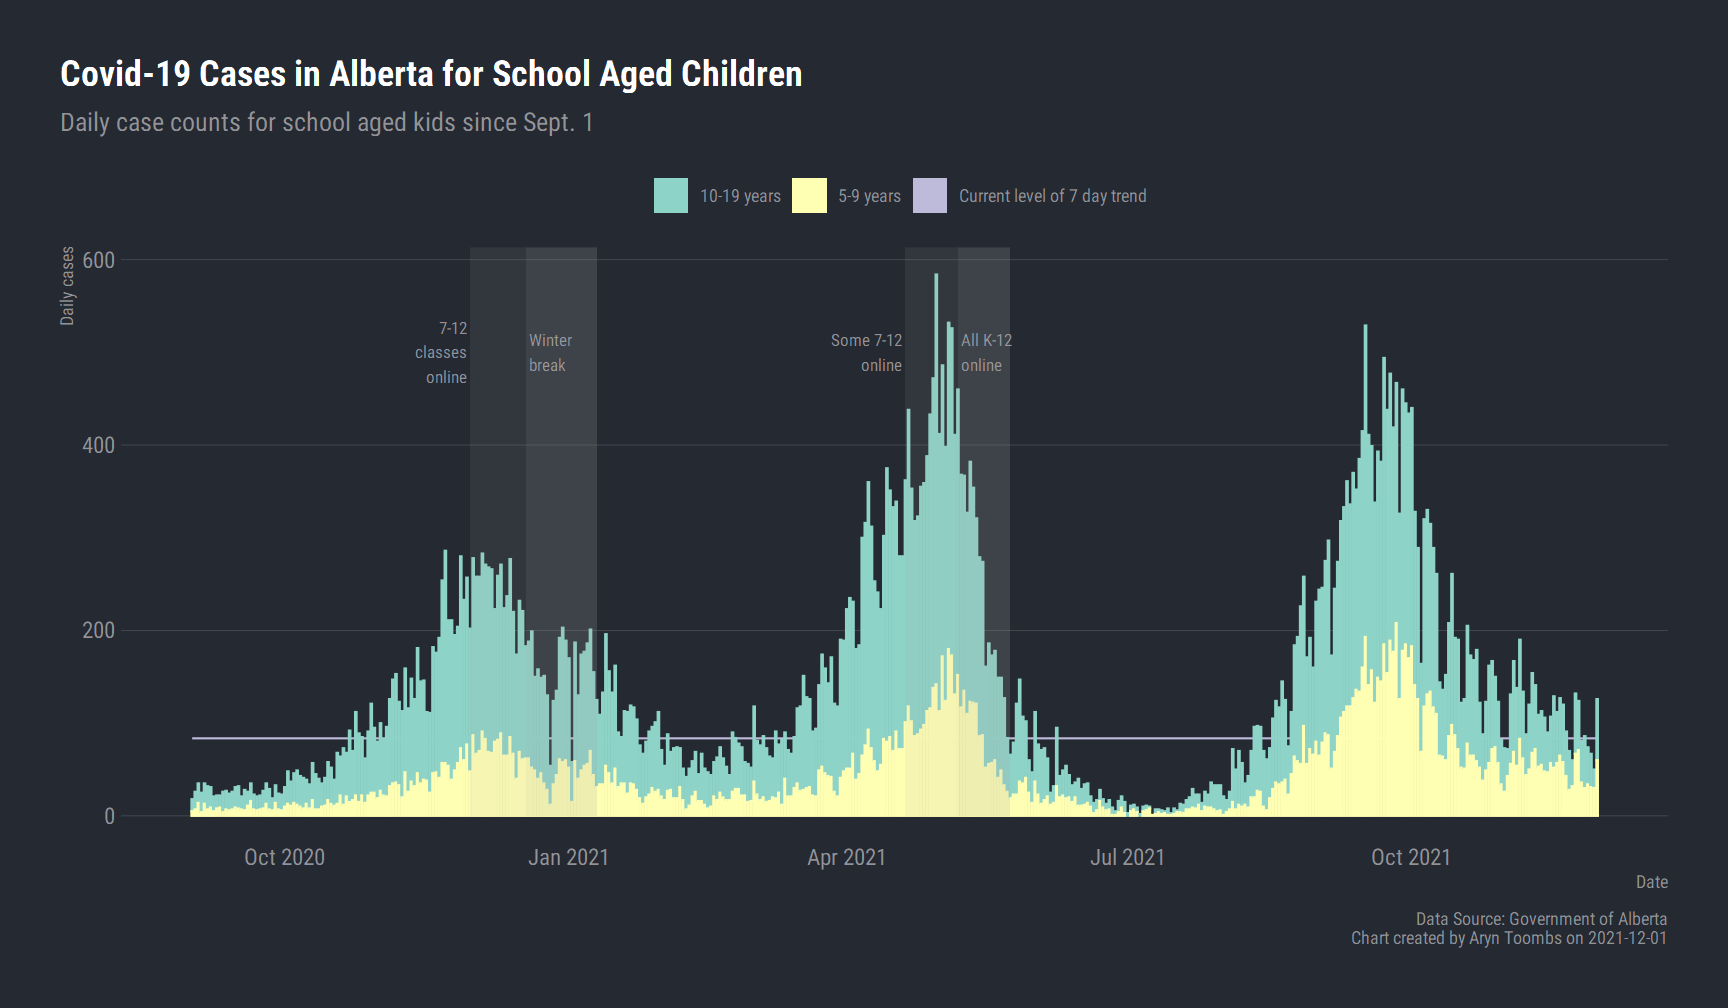 Covid-19 Cases in Alberta for School Aged Children
Daily case counts for school aged kids since Sept. 1
10-19 years
5-9 years
Current level of 7 day trend
Daily cases
600
400
200
0
7-12
classes
online
Winter
break
Some 7-12
online
All K-12
online
Oct 2020
Jan 2021
Apr 2021
Jul 2021
Oct 2021
Date
Data Source: Government of Alberta
Chart created by Aryn Toombs on 2021-12-01